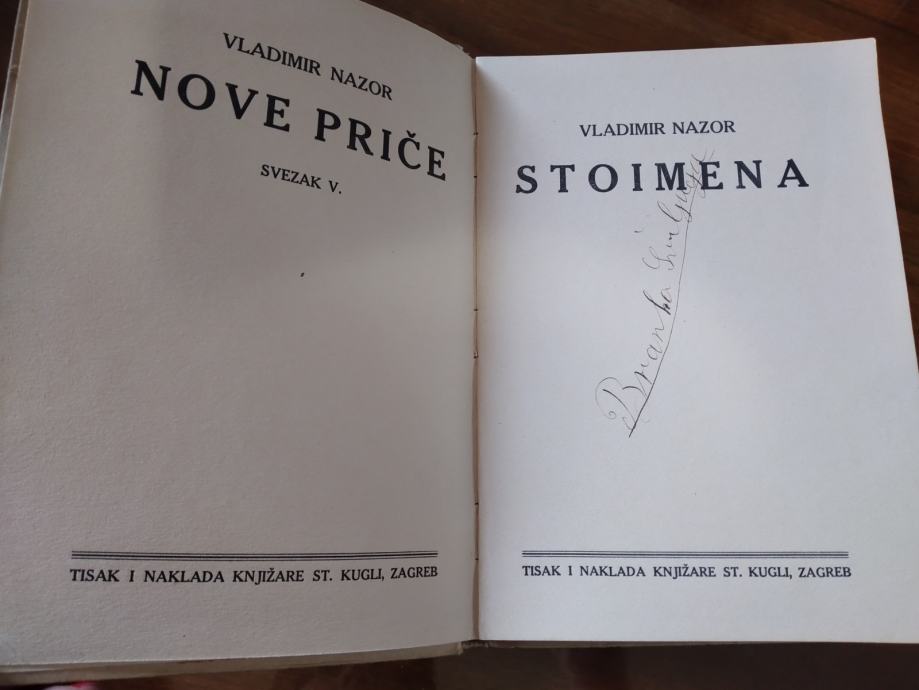 VLADIMIR NAZOR
NOVE PRIČE
SVEZAK V.
TISAK I NAKLADA KNJIŽARE ST. KUGLI, ZAGREB
VLADIMIR NAZOR
STOIMENA
Branka
TISAK I NAKLADA KNJIŽARE ST. KUGLI, ZAGREB